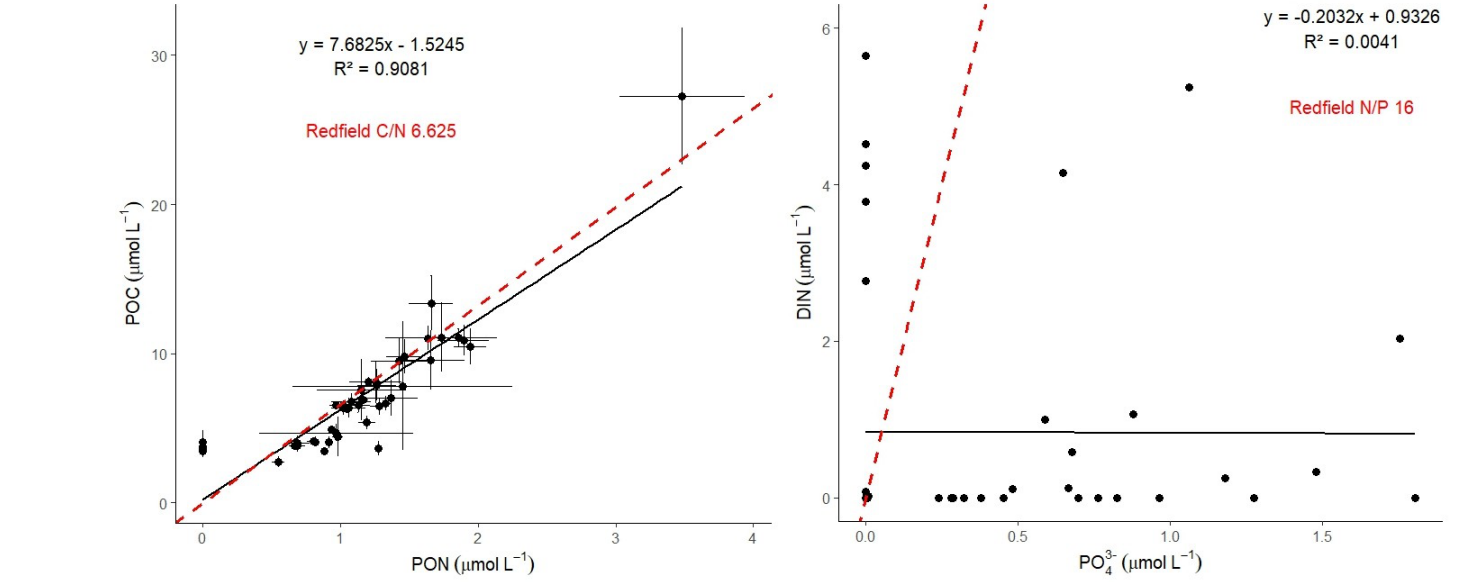 y = 7.6825x - 1.5245
R² = 0.9081
Redfield C/N 6.625
30
20
10
0
POC (μmol L⁻¹)
0 1 2 3 4
PON (μmol L⁻¹)
y = -0.2032x + 0.9326
R² = 0.0041
Redfield N/P 16
6
4
2
0
DIN (μmol L⁻¹)
0.0 0.5 1.0 1.5
PO₄³⁻ (μmol L⁻¹)